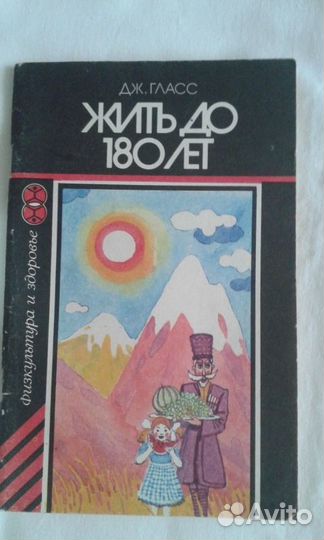 ДЖ. ГЛАСС
ЖИТЬ ДО
180 ЛЕТ
Физкультура и здоровье
Avito